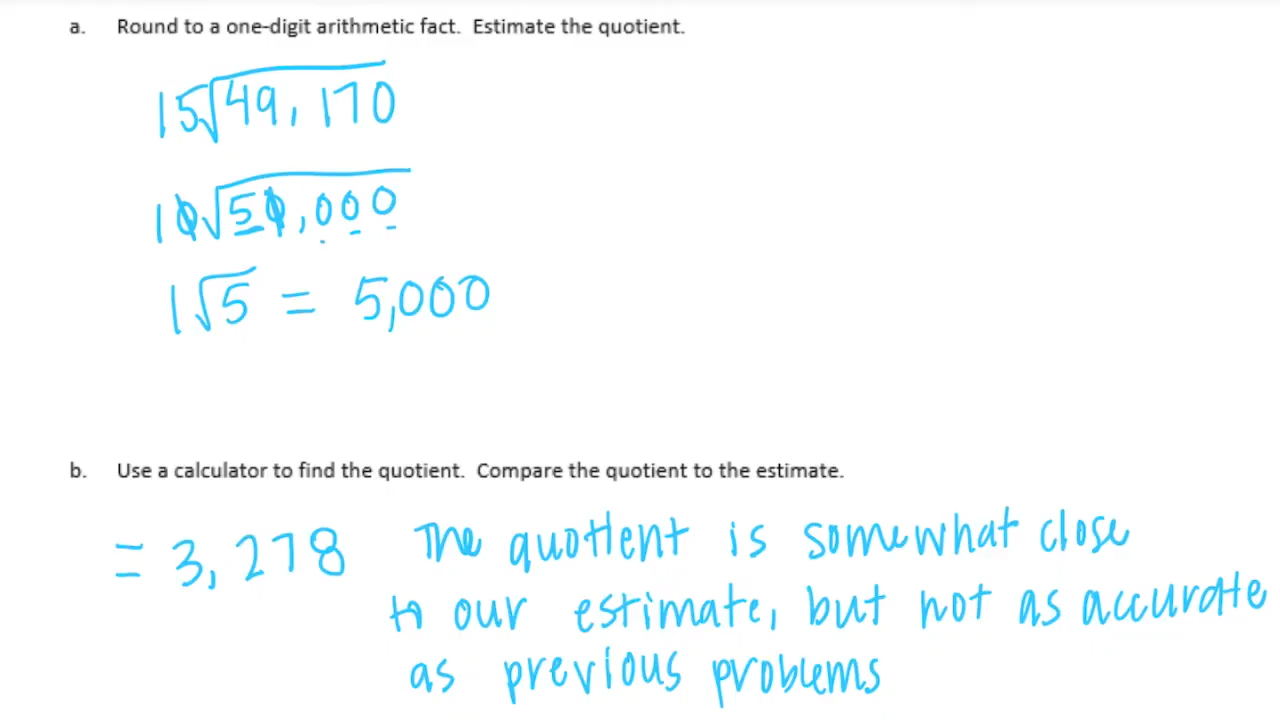 a. Round to a one-digit arithmetic fact. Estimate the quotient.
15√49,170
10√50,000
1√5 = 5,000
b. Use a calculator to find the quotient. Compare the quotient to the estimate.
= 3,278 The quotient is somewhat close
to our estimate, but not as accurate
as previous problems